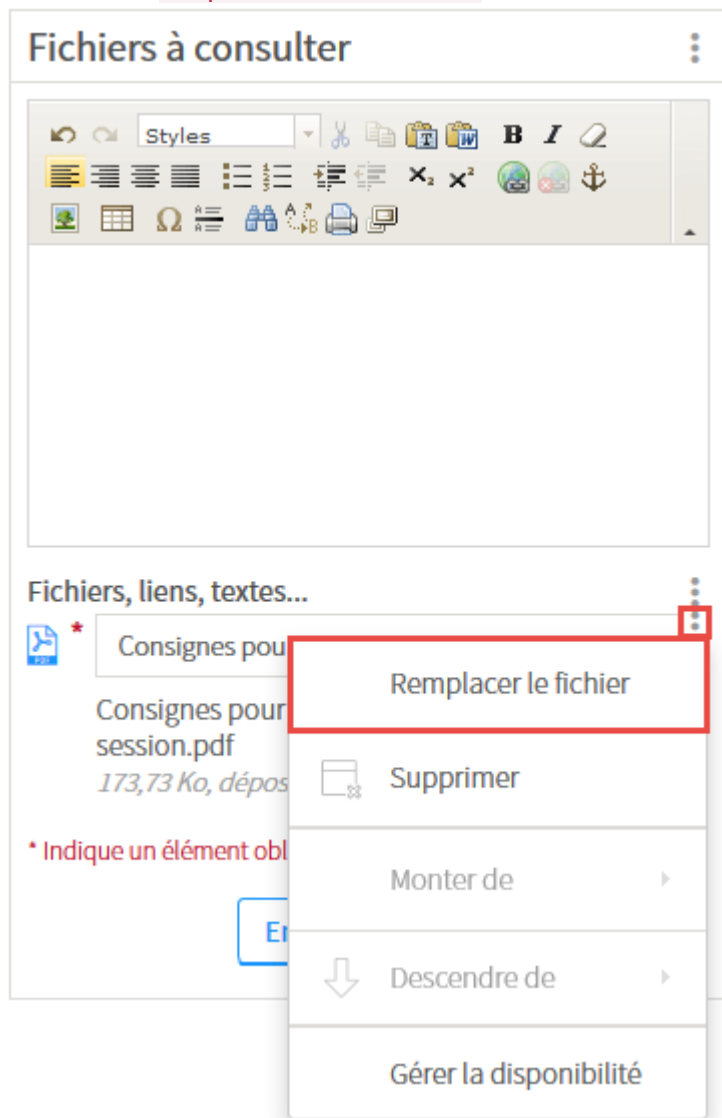 Fichiers à consulter
Styles
Fichiers, liens, textes...
* Consignes pou
Remplacer le fichier
Consignes pour
session.pdf
173,73 Ko, dépos
Supprimer
* Indique un élément obl
Monter de
En
Descendre de
Gérer la disponibilité